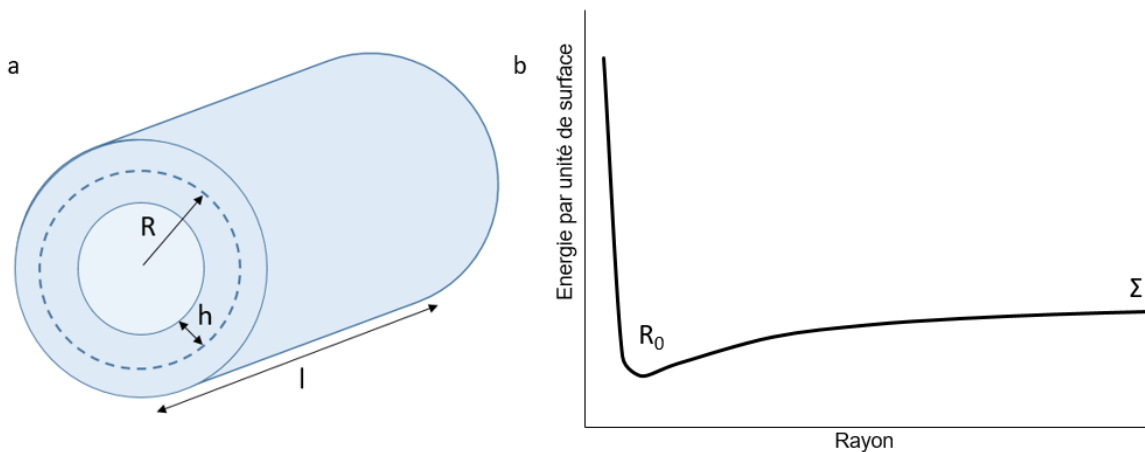 a
R
h
l
b
Energie par unité de surface
R₀
Σ
Rayon